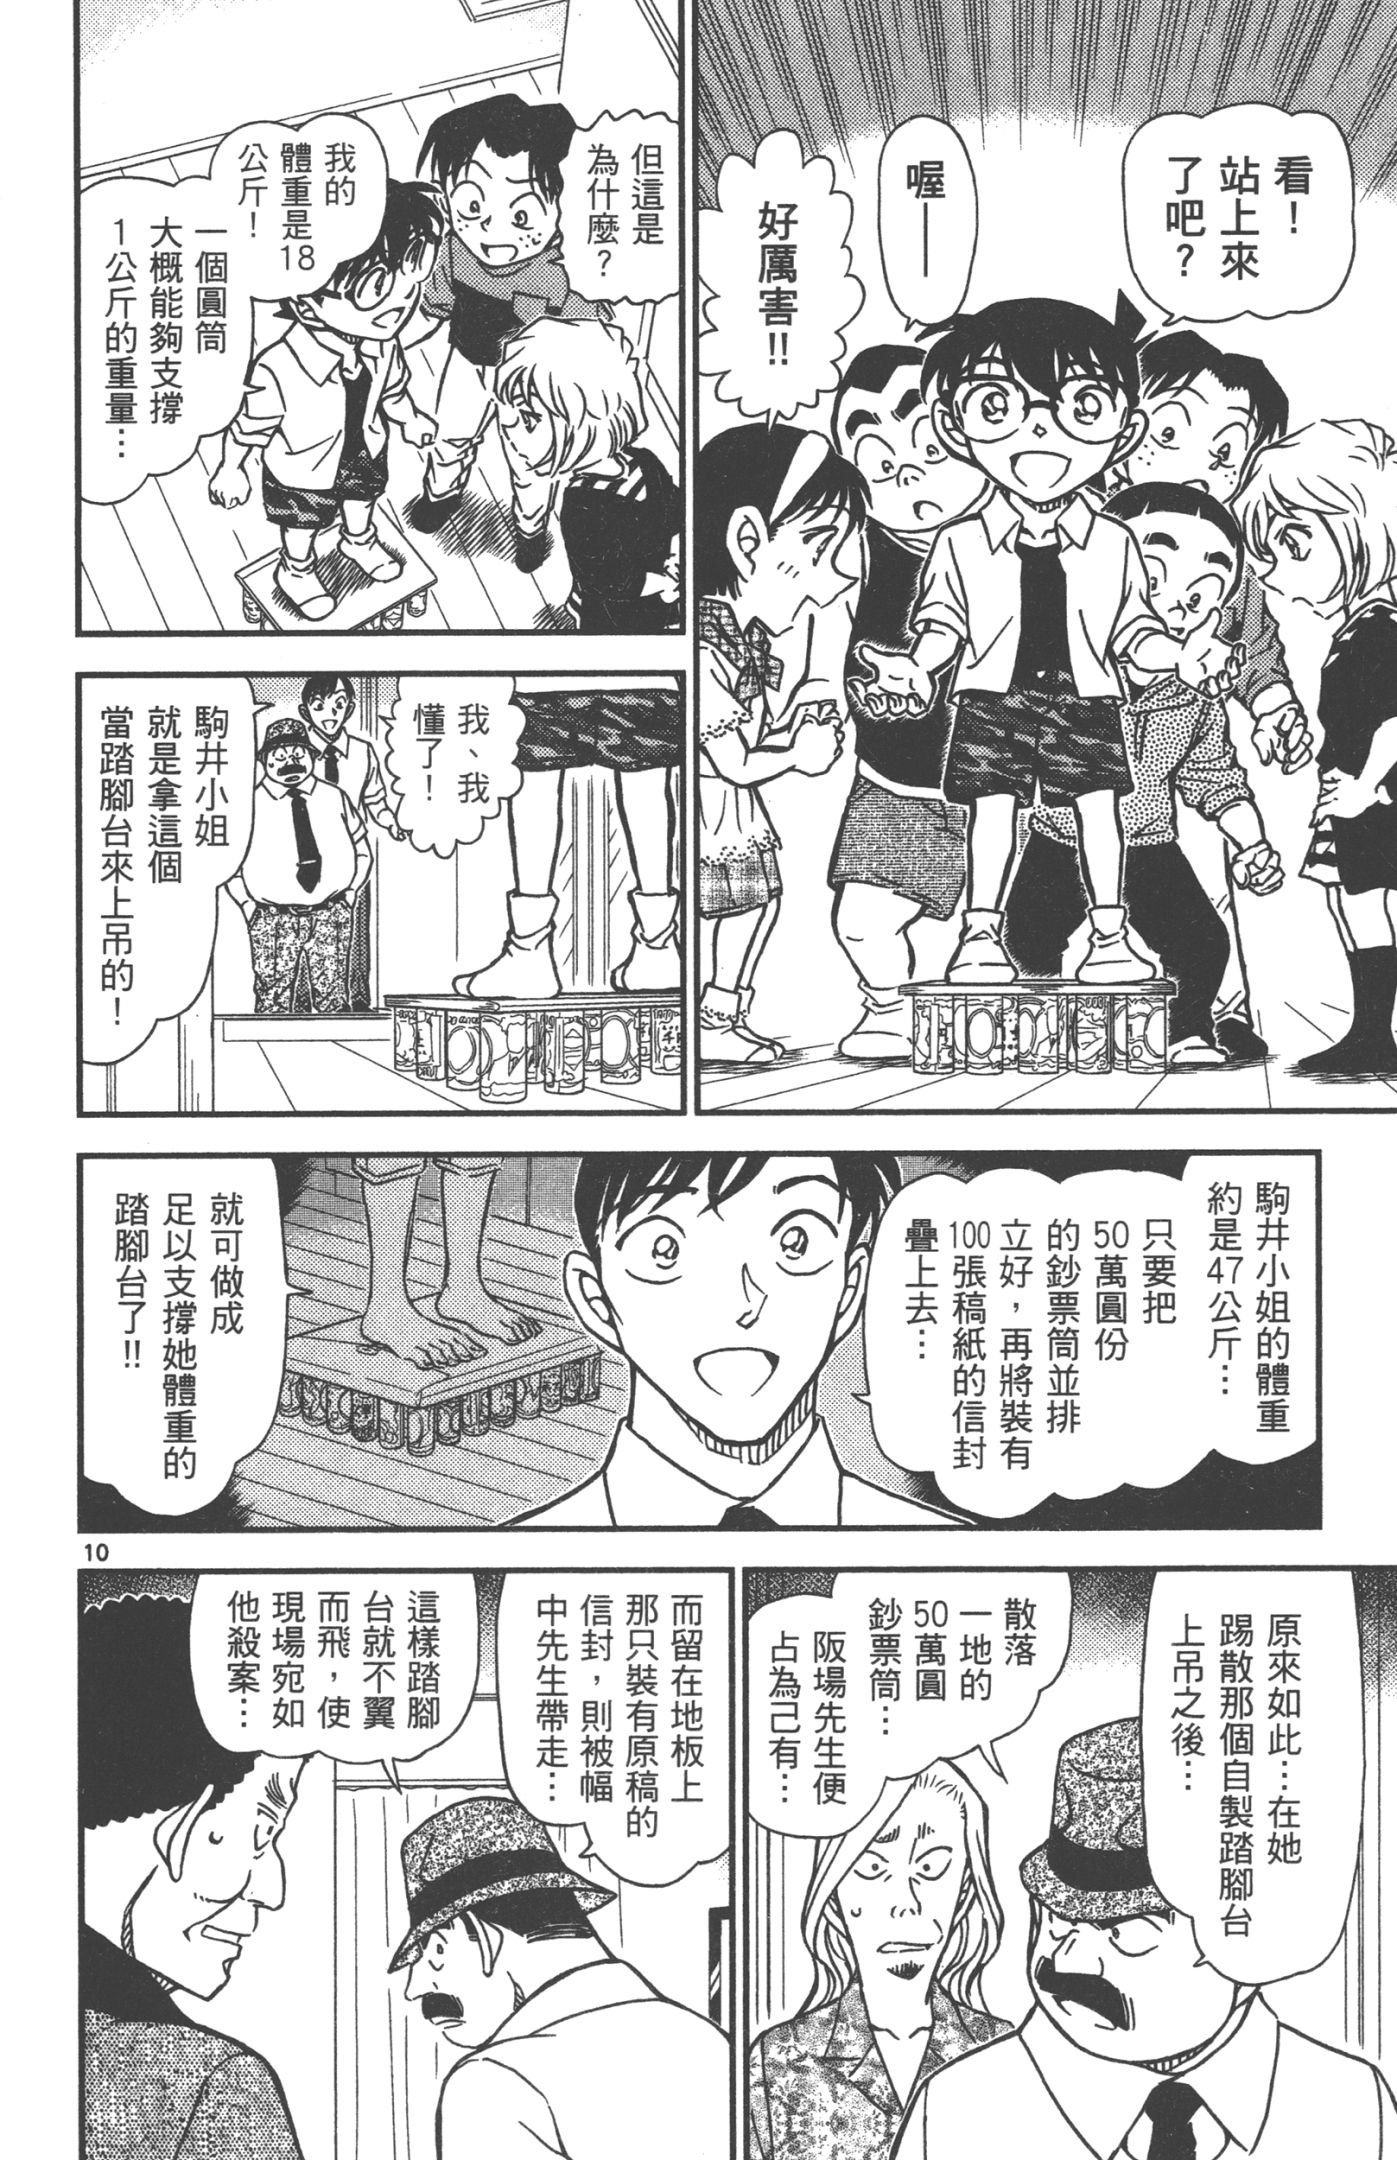 看！
站上來
了吧？
喔——
好厲害!!
但這是
為什麼？
我的
體重是18
公斤！
一個圓筒
大概能夠支撐
1公斤的重量…
我、我
懂了！
駒井小姐
就是拿這個
當踏腳台來上吊的！
駒井小姐的體重
約是47公斤…
只要把
50萬圓份
的鈔票筒並排
立好，再將裝有
100張稿紙的信封
疊上去…
就可做成
足以支撐她體重的
踏腳台了!!
10
原來如此…在她
踢散那個自製踏腳台
上吊之後…
散落
一地的
50萬圓
鈔票筒…
阪場先生便
占為己有…
而留在地板上
那只裝有原稿的
信封，則被幅
中先生帶走…
這樣踏腳
台就不翼
而飛，使
現場宛如
他殺案…